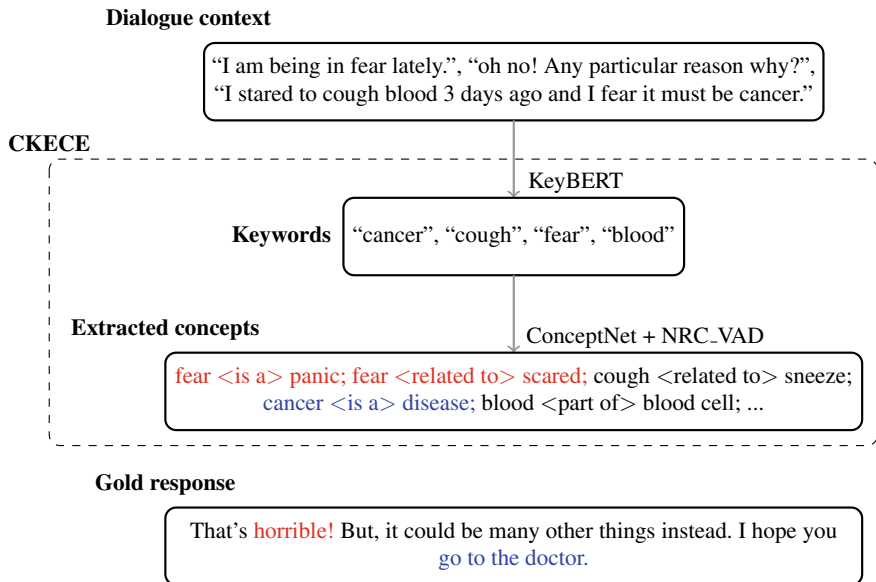 Dialogue context
“I am being in fear lately.”, “oh no! Any particular reason why?”,
“I stared to cough blood 3 days ago and I fear it must be cancer.”
CKECE
KeyBERT
Keywords
“cancer”, “cough”, “fear”, “blood”
Extracted concepts
ConceptNet + NRC_VAD
fear <is a> panic; fear <related to> scared; cough <related to> sneeze;
cancer <is a> disease; blood <part of> blood cell; ...
Gold response
That's horrible! But, it could be many other things instead. I hope you
go to the doctor.